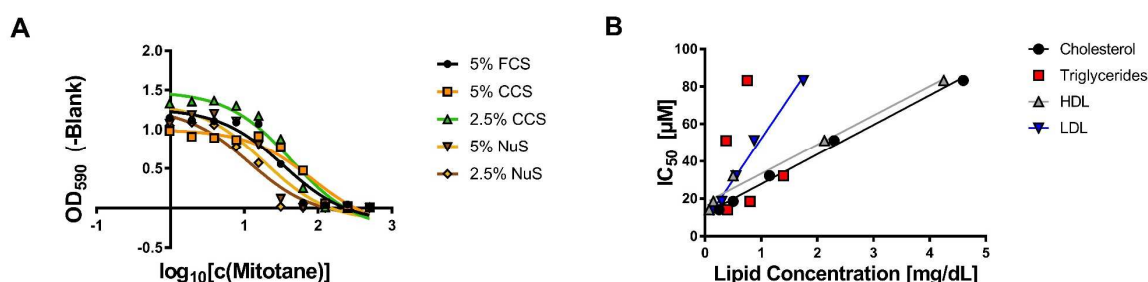 A
OD590 (-Blank)
2.0
1.5
1.0
0.5
-0.5
-1
0
1
2
3
log10[c(Mitotane)]
5% FCS
5% CCS
2.5% CCS
5% NuS
2.5% NuS
B
IC50 [µM]
100
80
60
40
20
0
0
1
2
3
4
5
Lipid Concentration [mg/dL]
Cholesterol
Triglycerides
HDL
LDL